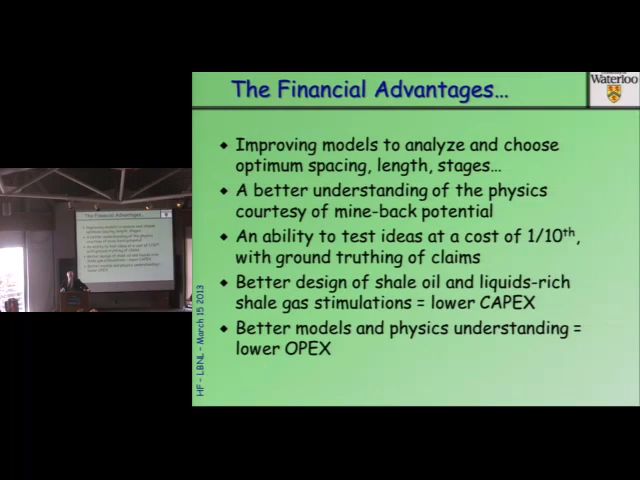 The Financial Advantages...
Waterloo
◆ Improving models to analyze and choose
optimum spacing, length, stages...
◆ A better understanding of the physics
courtesy of mine-back potential
◆ An ability to test ideas at a cost of 1/10th,
with ground truthing of claims
◆ Better design of shale oil and liquids-rich
shale gas stimulations = lower CAPEX
◆ Better models and physics understanding =
lower OPEX
HF - LBNL - March 15 2013
The Financial Advantages...